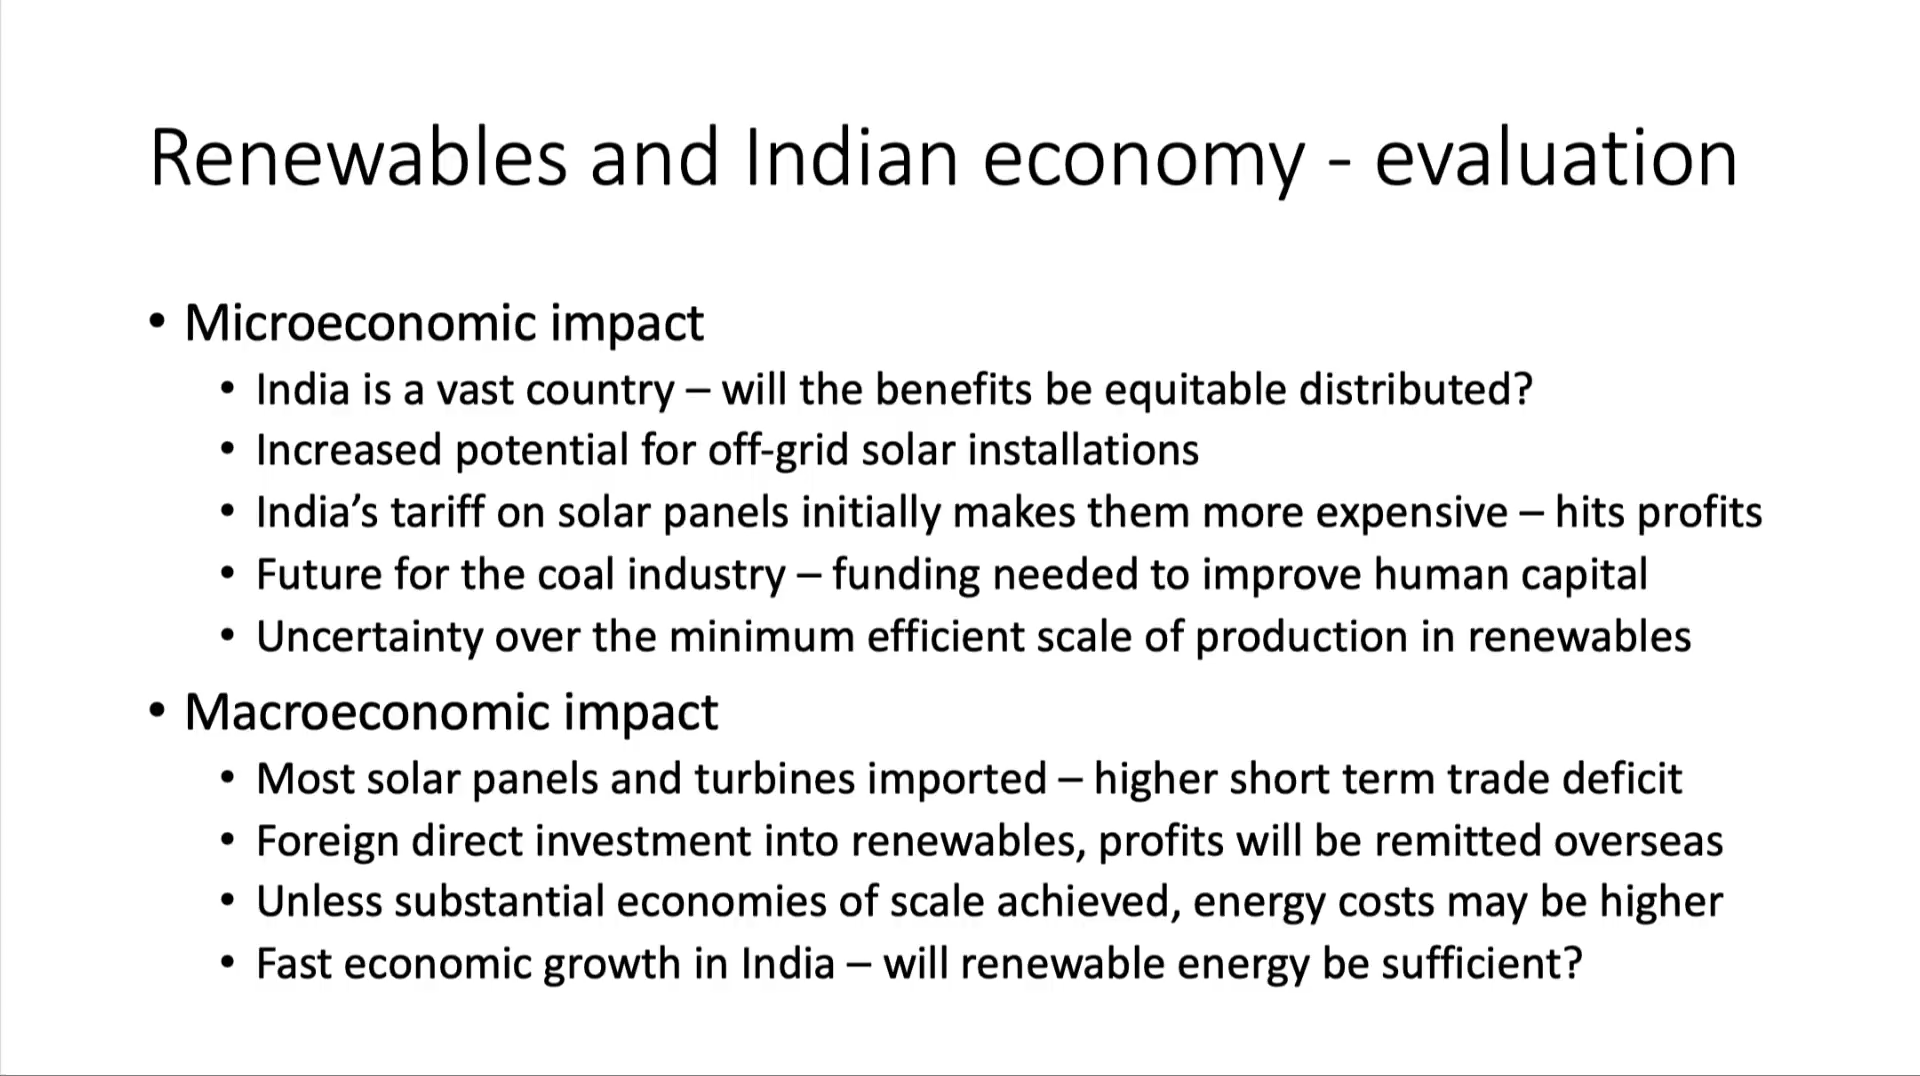 Renewables and Indian economy - evaluation
• Microeconomic impact
• India is a vast country – will the benefits be equitable distributed?
• Increased potential for off-grid solar installations
• India’s tariff on solar panels initially makes them more expensive – hits profits
• Future for the coal industry – funding needed to improve human capital
• Uncertainty over the minimum efficient scale of production in renewables
• Macroeconomic impact
• Most solar panels and turbines imported – higher short term trade deficit
• Foreign direct investment into renewables, profits will be remitted overseas
• Unless substantial economies of scale achieved, energy costs may be higher
• Fast economic growth in India – will renewable energy be sufficient?